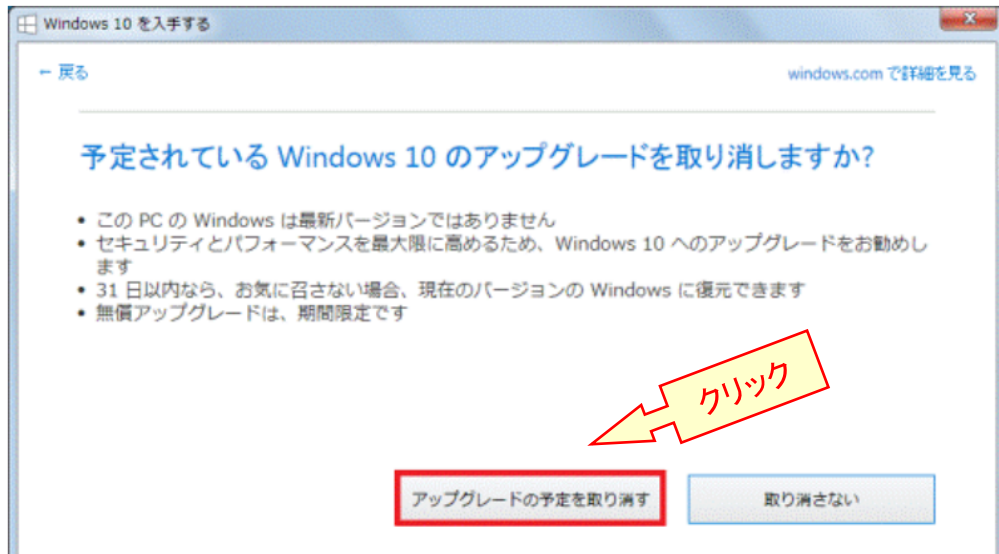 Windows 10 を入手する
← 戻る
windows.com で詳細を見る
予定されている Windows 10 のアップグレードを取り消しますか?
• この PC の Windows は最新バージョンではありません
• セキュリティとパフォーマンスを最大限に高めるため、Windows 10 へのアップグレードをお勧めし
ます
• 31 日以内なら、お気に召さない場合、現在のバージョンの Windows に復元できます
• 無償アップグレードは、期間限定です
クリック
アップグレードの予定を取り消す
取り消さない